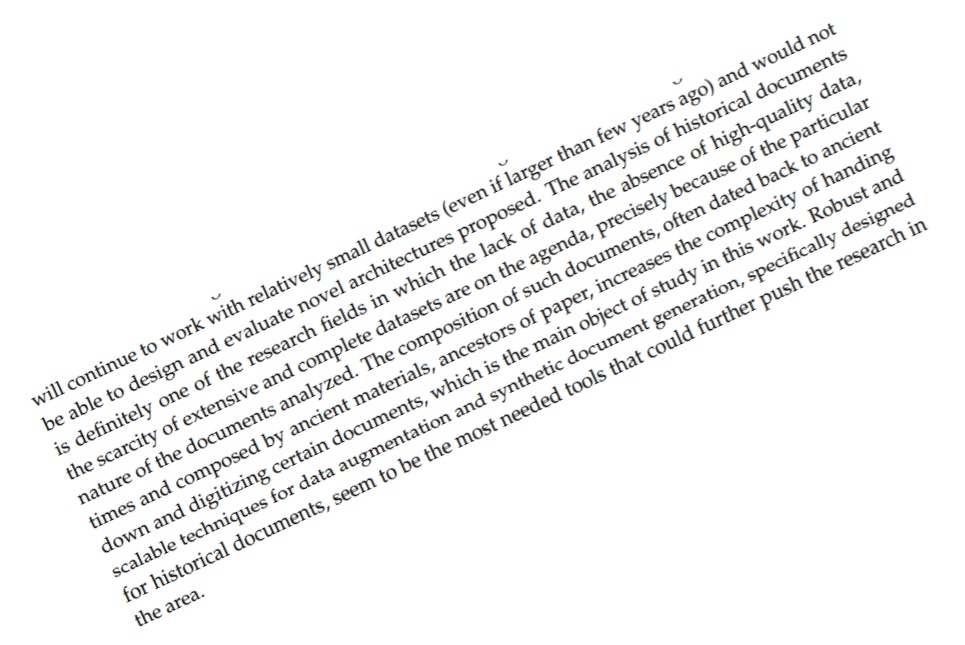 will continue to work with relatively small datasets (even if larger than few years ago) and would not
be able to design and evaluate novel architectures proposed. The analysis of historical documents
is definitely one of the research fields in which the lack of data, the absence of high-quality data,
the scarcity of extensive and complete datasets are on the agenda, precisely because of the particular
nature of the documents analyzed. The composition of such documents, often dated back to ancient
times and composed by ancient materials, ancestors of paper, increases the complexity of handing
down and digitizing certain documents, which is the main object of study in this work. Robust and
scalable techniques for data augmentation and synthetic document generation, specifically designed
for historical documents, seem to be the most needed tools that could further push the research in
the area.